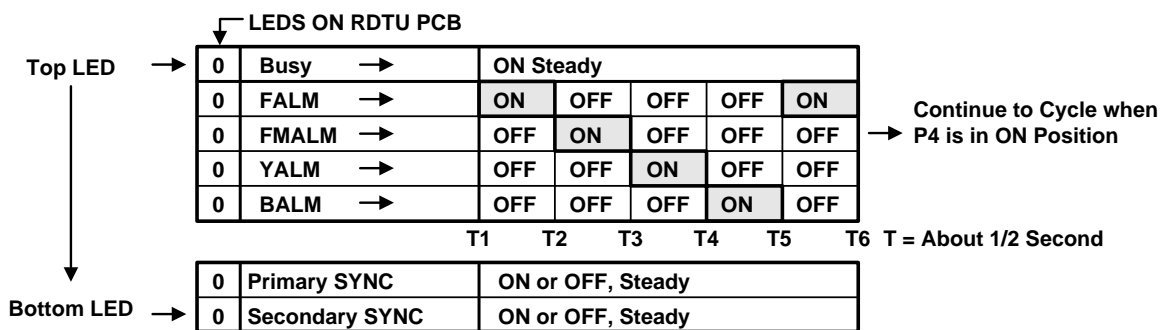 LEDS ON RDTU PCB
Top LED 0 Busy ON Steady
0 FALM ON OFF OFF OFF ON
0 FMALM OFF ON OFF OFF OFF
0 YALM OFF OFF ON OFF OFF
0 BALM OFF OFF OFF ON OFF
Continue to Cycle when
P4 is in ON Position
T1 T2 T3 T4 T5 T6 T = About 1/2 Second
0 Primary SYNC ON or OFF, Steady
Bottom LED 0 Secondary SYNC ON or OFF, Steady